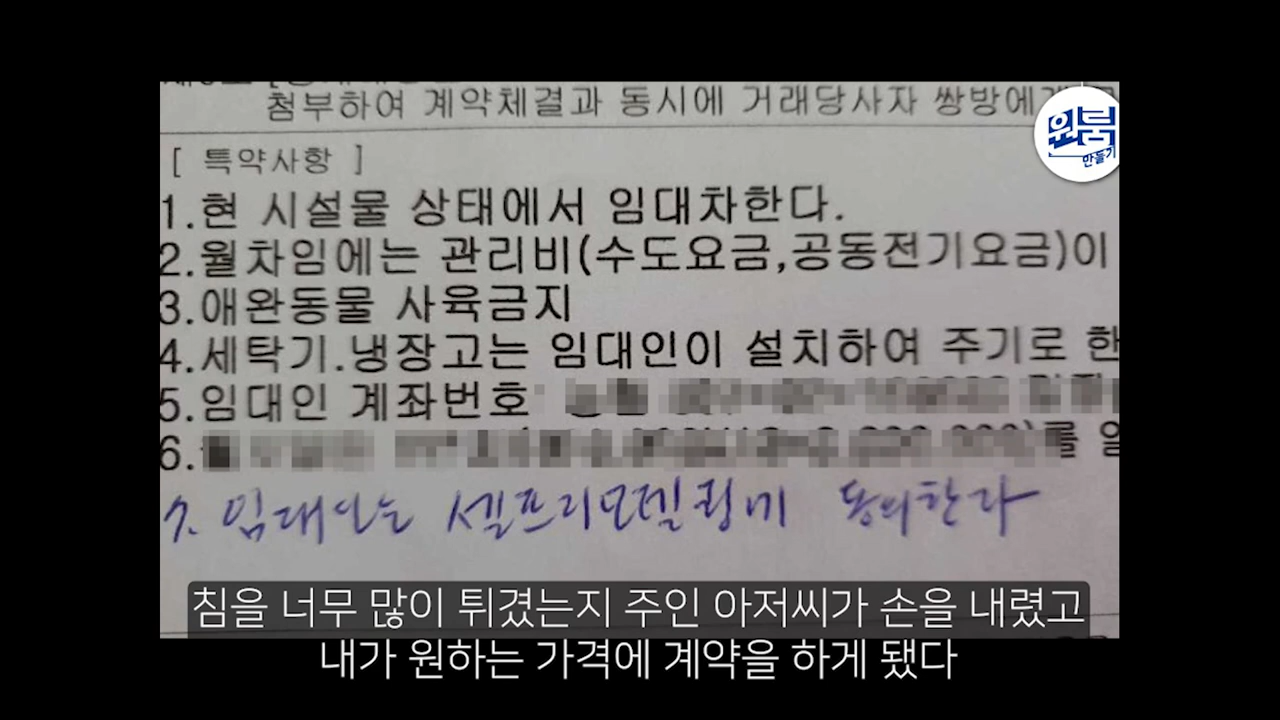 첨부하여 계약체결과 동시에 거래당사자 쌍방에게
원룸
만들기
[ 특약사항 ]
1.현 시설물 상태에서 임대차한다.
2.월차임에는 관리비(수도요금,공동전기요금)이
3.애완동물 사육금지
4.세탁기.냉장고는 임대인이 설치하여 주기로 한
5.임대인 계좌번호
6.
7. 임대인는 셀프리모델링에 동의한다
침을 너무 많이 튀겼는지 주인 아저씨가 손을 내렸고
내가 원하는 가격에 계약을 하게 됐다